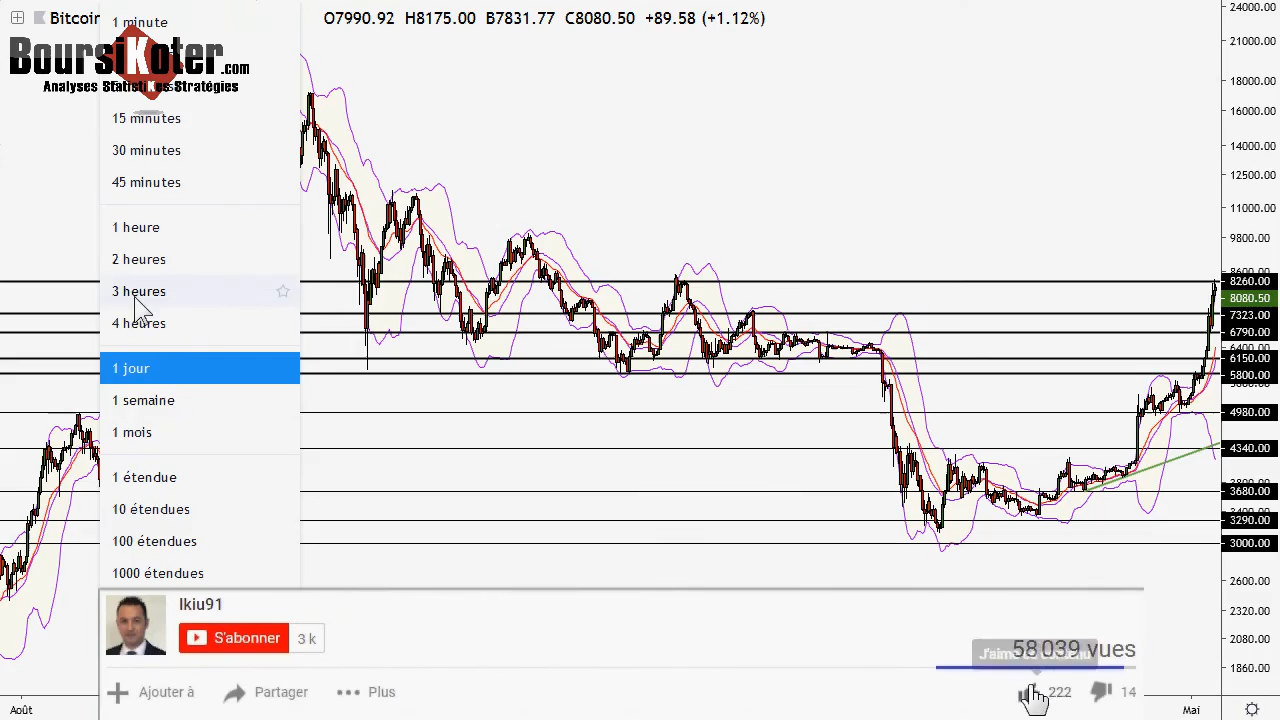 Bitcoin
O7990.92 H8175.00 B7831.77 C8080.50 +89.58 (+1.12%)
BoursiKoter.com
Analyses StatistiKes Stratégies
1 minute
15 minutes
30 minutes
45 minutes
1 heure
2 heures
3 heures
4 heures
1 jour
1 semaine
1 mois
1 étendue
10 étendues
100 étendues
1000 étendues
24000.00
21000.00
18000.00
16000.00
14000.00
12500.00
11000.00
9800.00
8600.00
8260.00
8080.50
7323.00
6790.00
6400.00
6150.00
5800.00
4980.00
4340.00
3680.00
3290.00
3000.00
2600.00
2320.00
2080.00
1860.00
Août
Mai
Ikiu91
S'abonner 3 k
58 039 vues
Ajouter à Partager Plus
222 14